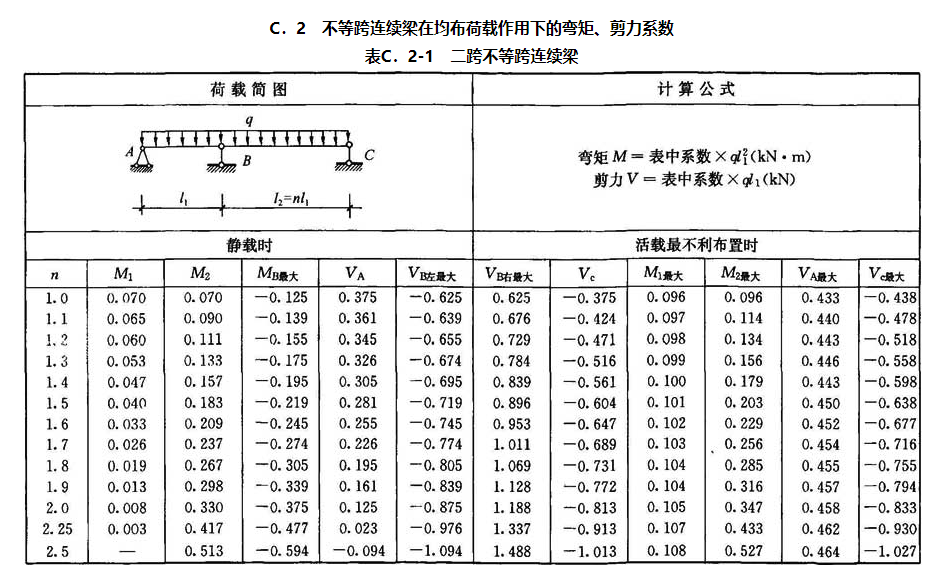 C．2　不等跨连续梁在均布荷载作用下的弯矩、剪力系数
表C．2-1　二跨不等跨连续梁
荷载简图 计算公式
q
A B C
l₁ l₂=nl₁
弯矩 M＝表中系数×ql₁²(kN·m)
剪力 V＝表中系数×ql₁(kN)
静载时 活载最不利布置时
n M₁ M₂ M_B最大 V_A V_B左最大 V_B右最大 V_c M₁最大 M₂最大 V_A最大 V_c最大
1.0 0.070 0.070 −0.125 0.375 −0.625 0.625 −0.375 0.096 0.096 0.433 −0.438
1.1 0.065 0.090 −0.139 0.361 −0.639 0.676 −0.424 0.097 0.114 0.440 −0.478
1.2 0.060 0.111 −0.155 0.345 −0.655 0.729 −0.471 0.098 0.134 0.443 −0.518
1.3 0.053 0.133 −0.175 0.326 −0.674 0.784 −0.516 0.099 0.156 0.446 −0.558
1.4 0.047 0.157 −0.195 0.305 −0.695 0.839 −0.561 0.100 0.179 0.443 −0.598
1.5 0.040 0.183 −0.219 0.281 −0.719 0.896 −0.604 0.101 0.203 0.450 −0.638
1.6 0.033 0.209 −0.245 0.255 −0.745 0.953 −0.647 0.102 0.229 0.452 −0.677
1.7 0.026 0.237 −0.274 0.226 −0.774 1.011 −0.689 0.103 0.256 0.454 −0.716
1.8 0.019 0.267 −0.305 0.195 −0.805 1.069 −0.731 0.104 0.285 0.455 −0.755
1.9 0.013 0.298 −0.339 0.161 −0.839 1.128 −0.772 0.104 0.316 0.457 −0.794
2.0 0.008 0.330 −0.375 0.125 −0.875 1.188 −0.813 0.105 0.347 0.458 −0.833
2.25 0.003 0.417 −0.477 0.023 −0.976 1.337 −0.913 0.107 0.433 0.462 −0.930
2.5 — 0.513 −0.594 −0.094 −1.094 1.488 −1.013 0.108 0.527 0.464 −1.027